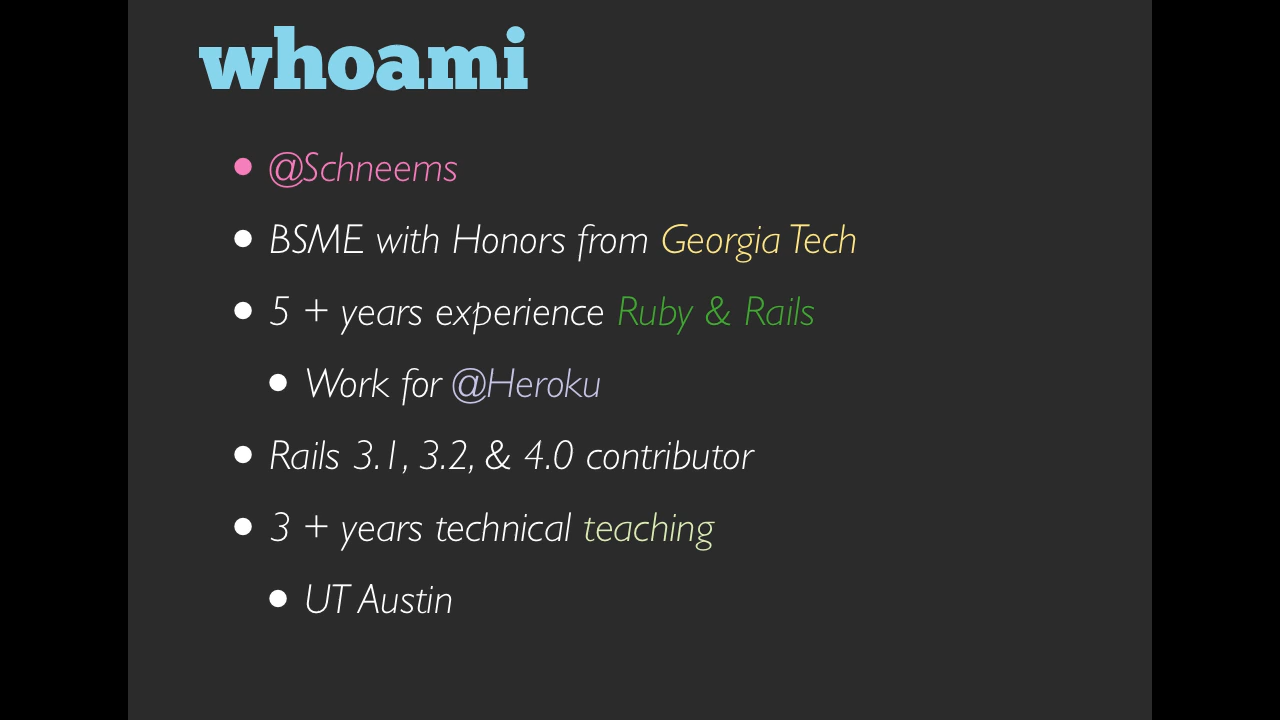 whoami
@Schneems
BSME with Honors from Georgia Tech
5 + years experience Ruby & Rails
Work for @Heroku
Rails 3.1, 3.2, & 4.0 contributor
3 + years technical teaching
UT Austin